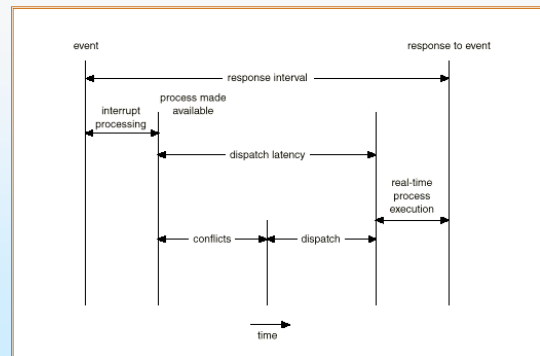 event
response to event
response interval
process made
available
interrupt
processing
dispatch latency
real-time
process
execution
conflicts
dispatch
time